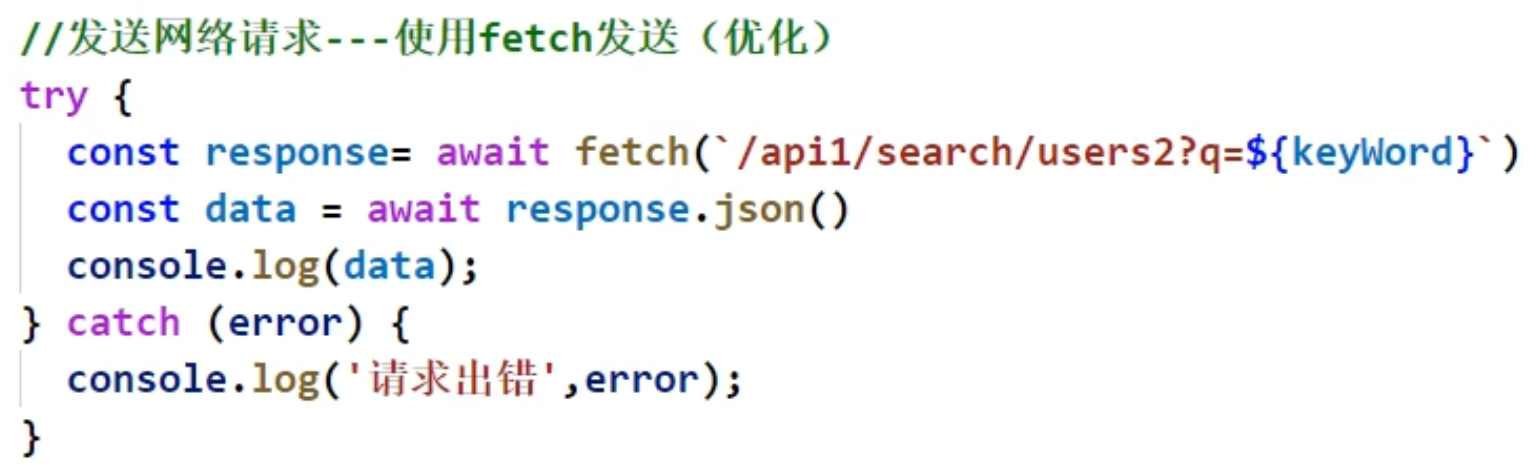 //发送网络请求---使用fetch发送（优化）
try {
  const response= await fetch(`/api1/search/users2?q=${keyWord}`)
  const data = await response.json()
  console.log(data);
} catch (error) {
  console.log('请求出错',error);
}